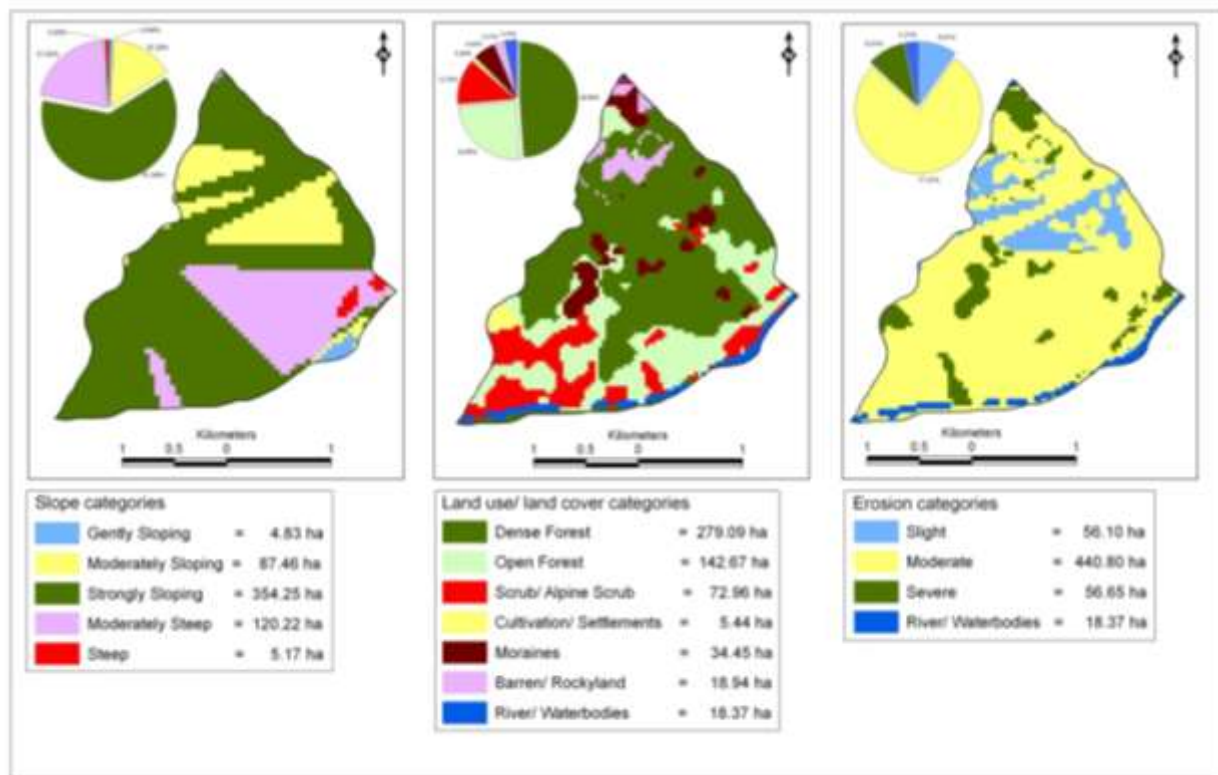 N
N
N
Kilometers
1 0.5 0 1
Kilometers
1 0.5 0 1
Kilometers
1 0.5 0 1
Slope categories
Gently Sloping = 4.83 ha
Moderately Sloping = 87.46 ha
Strongly Sloping = 354.25 ha
Moderately Steep = 120.22 ha
Steep = 5.17 ha
Land use/ land cover categories
Dense Forest = 279.09 ha
Open Forest = 142.67 ha
Scrub/ Alpine Scrub = 72.96 ha
Cultivation/ Settlements = 5.44 ha
Moraines = 34.45 ha
Barren/ Rockyland = 18.94 ha
River/ Waterbodies = 18.37 ha
Erosion categories
Slight = 56.10 ha
Moderate = 440.80 ha
Severe = 56.65 ha
River/ Waterbodies = 18.37 ha